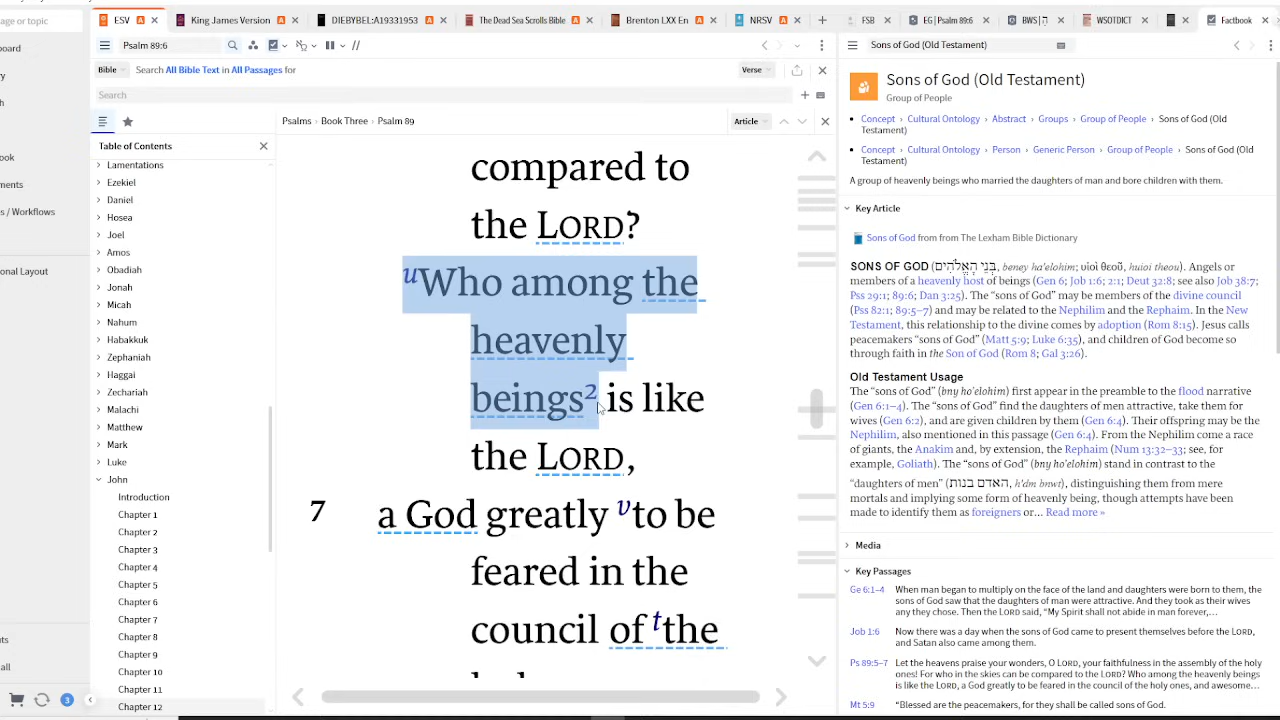 ESV A
King James Version A
DIEBYBEL:A19331953 A
The Dead Sea Scrolls Bible A
Brenton LXX En A
NRSV A
FSB
EG | Psalm 89:6
BWS |
WSOTDICT
Factbook
Psalm 89:6
Bible Search All Bible Text in All Passages for
Verse
Search
Psalms › Book Three › Psalm 89
Article
Table of Contents
Lamentations
Ezekiel
Daniel
Hosea
Joel
Amos
Obadiah
Jonah
Micah
Nahum
Habakkuk
Zephaniah
Haggai
Zechariah
Malachi
Matthew
Mark
Luke
John
Introduction
Chapter 1
Chapter 2
Chapter 3
Chapter 4
Chapter 5
Chapter 6
Chapter 7
Chapter 8
Chapter 9
Chapter 10
Chapter 11
Chapter 12
s / Workflows
onal Layout
3
compared to
the LORD?
uWho among the
heavenly
beings2 is like
the LORD,
7 a God greatly vto be
feared in the
council of tthe
Sons of God (Old Testament)
Sons of God (Old Testament)
Group of People
• Concept › Cultural Ontology › Abstract › Groups › Group of People › Sons of God (Old
Testament)
• Concept › Cultural Ontology › Person › Generic Person › Group of People › Sons of God (Old
Testament)
A group of heavenly beings who married the daughters of man and bore children with them.
Key Article
Sons of God from from The Lexham Bible Dictionary
SONS OF GOD (בְּנֵי הָאֱלֹהִים, beney ha'elohim; υἱοὶ θεοῦ, huioi theou). Angels or
members of a heavenly host of beings (Gen 6; Job 1:6; 2:1; Deut 32:8; see also Job 38:7;
Pss 29:1; 89:6; Dan 3:25). The “sons of God” may be members of the divine council
(Pss 82:1; 89:5–7) and may be related to the Nephilim and the Rephaim. In the New
Testament, this relationship to the divine comes by adoption (Rom 8:15). Jesus calls
peacemakers “sons of God” (Matt 5:9; Luke 6:35), and children of God become so
through faith in the Son of God (Rom 8; Gal 3:26).
Old Testament Usage
The “sons of God” (bny ho'elohim) first appear in the preamble to the flood narrative
(Gen 6:1–4). The sons of God find the daughters of men attractive, take them for
wives (Gen 6:2), and are given children by them (Gen 6:4). Their offspring may be the
Nephilim, also mentioned in this passage (Gen 6:4). From the Nephilim come a race
of giants, the Anakim and, by extension, the Rephaim (Num 13:32–33; see, for
example, Goliath). The “sons of God” (bny ho'elohim) stand in contrast to the
“daughters of men” (האדם בנות, h'dm bnwt), distinguishing them from mere
mortals and implying some form of heavenly being, though attempts have been
made to identify them as foreigners or... Read more »
Media
Key Passages
Ge 6:1–4 When man began to multiply on the face of the land and daughters were born to them, the
sons of God saw that the daughters of man were attractive. And they took as their wives
any they chose. Then the LORD said, “My Spirit shall not abide in man forever,...
Job 1:6 Now there was a day when the sons of God came to present themselves before the LORD,
and Satan also came among them.
Ps 89:5–7 Let the heavens praise your wonders, O LORD, your faithfulness in the assembly of the holy
ones! For who in the skies can be compared to the LORD? Who among the heavenly beings
is like the LORD, a God greatly to be feared in the council of the holy ones, and awesome...
Mt 5:9 “Blessed are the peacemakers, for they shall be called sons of God.